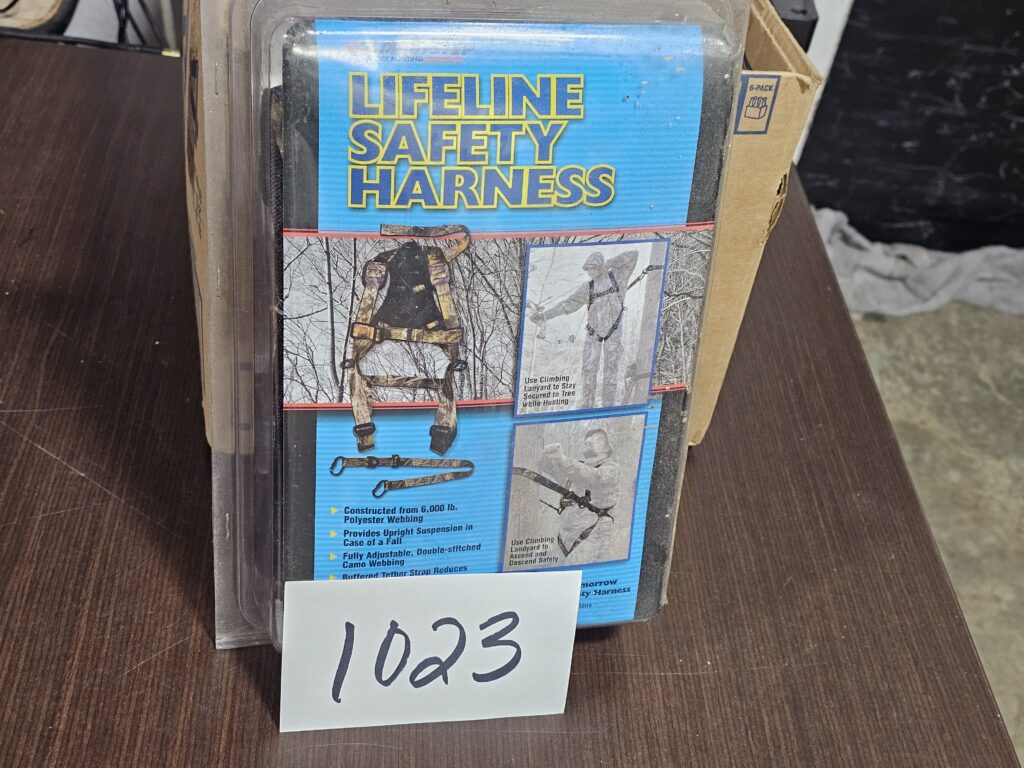 LIFELINE
SAFETY
HARNESS
6-PACK
Use Climbing
Lanyard to Stay
Secured to Tree
while Hunting
Constructed from 6,000 lb.
Polyester Webbing
Provides Upright Suspension in
Case of a Fall
Fully Adjustable, Double-stitched
Camo Webbing
Buffered Tether Strap Reduces
Use Climbing
Landyard to
Ascend and
Descend Safely
1023